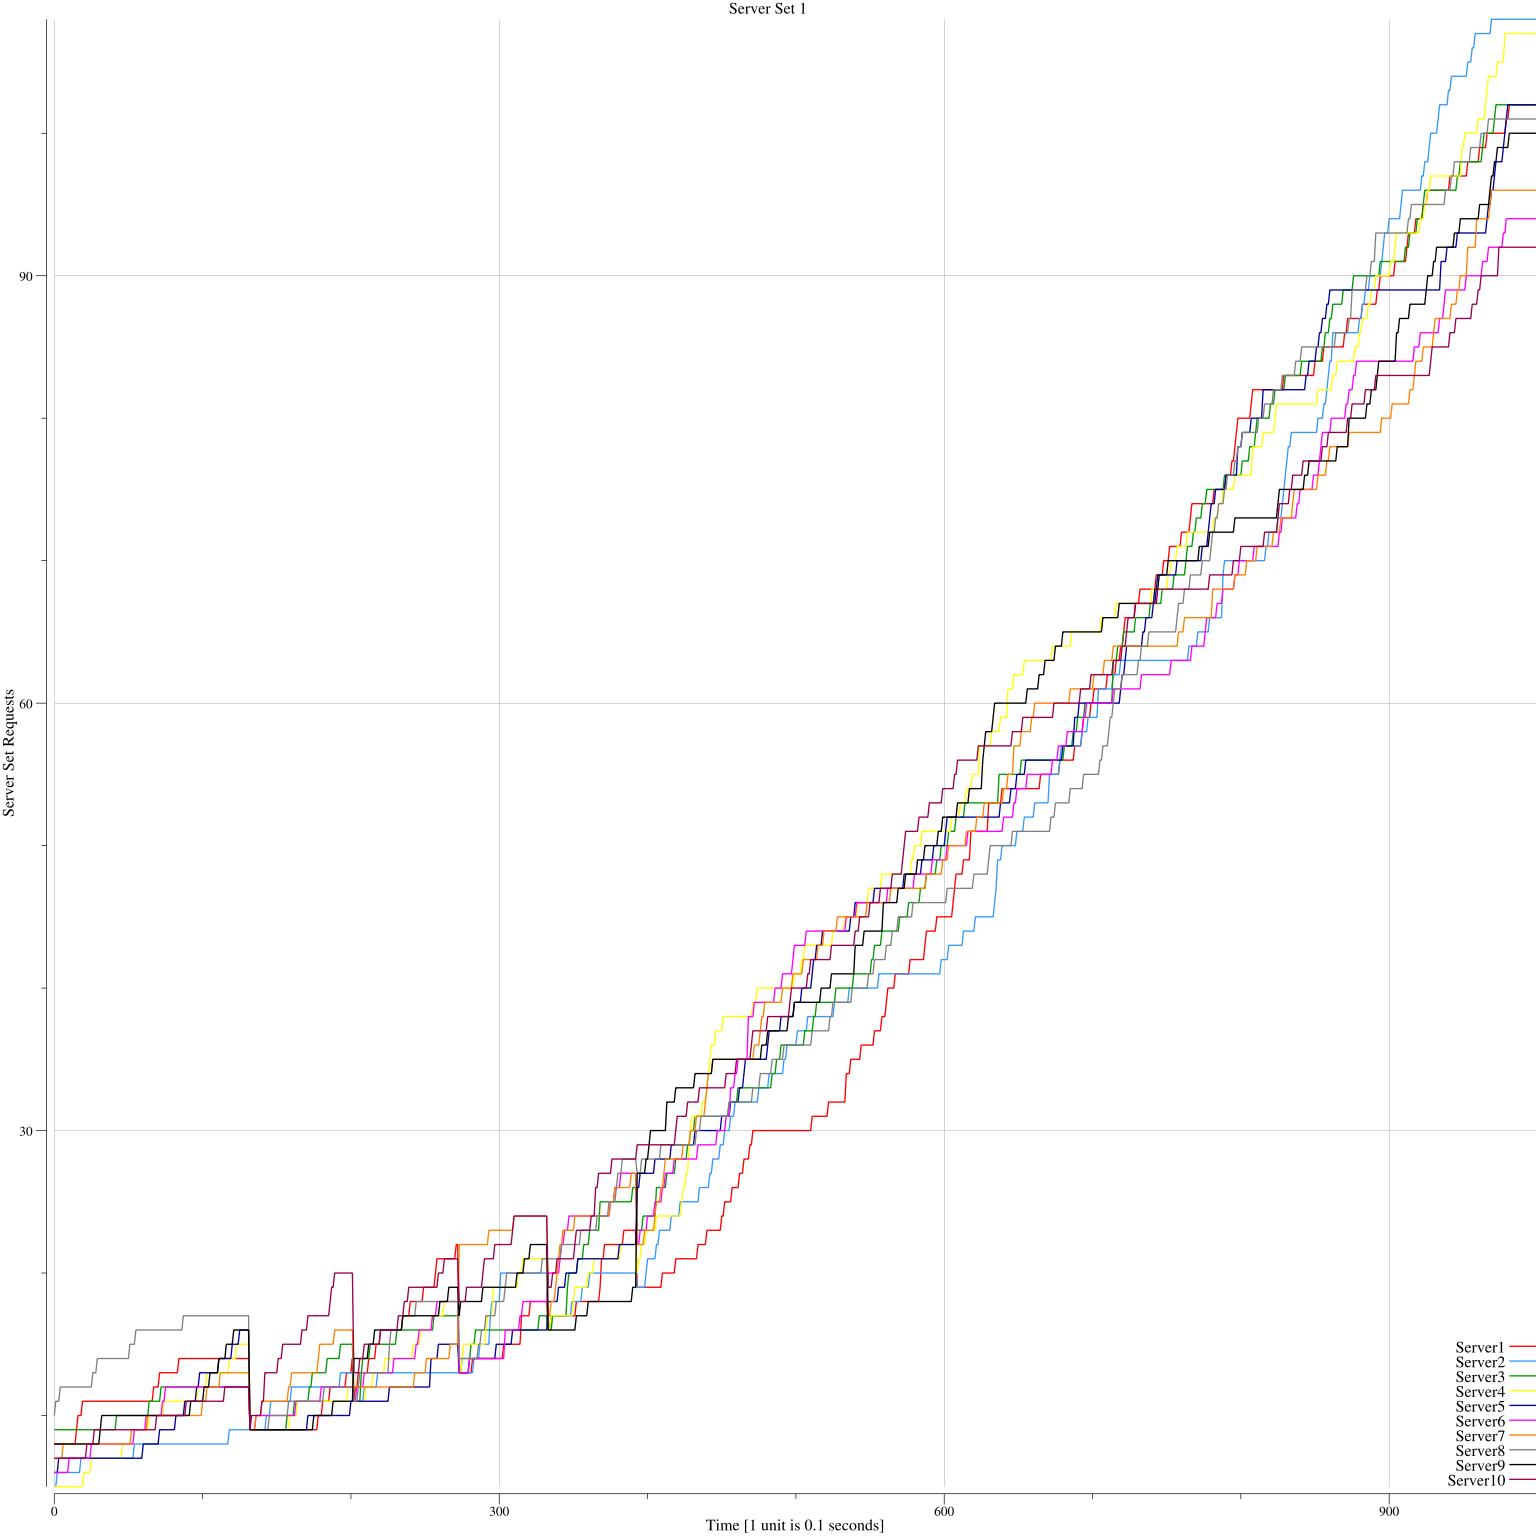 Server Set 1
90
60
30
Server Set Requests
Server1
Server2
Server3
Server4
Server5
Server6
Server7
Server8
Server9
Server10
0
300
600
900
Time [1 unit is 0.1 seconds]